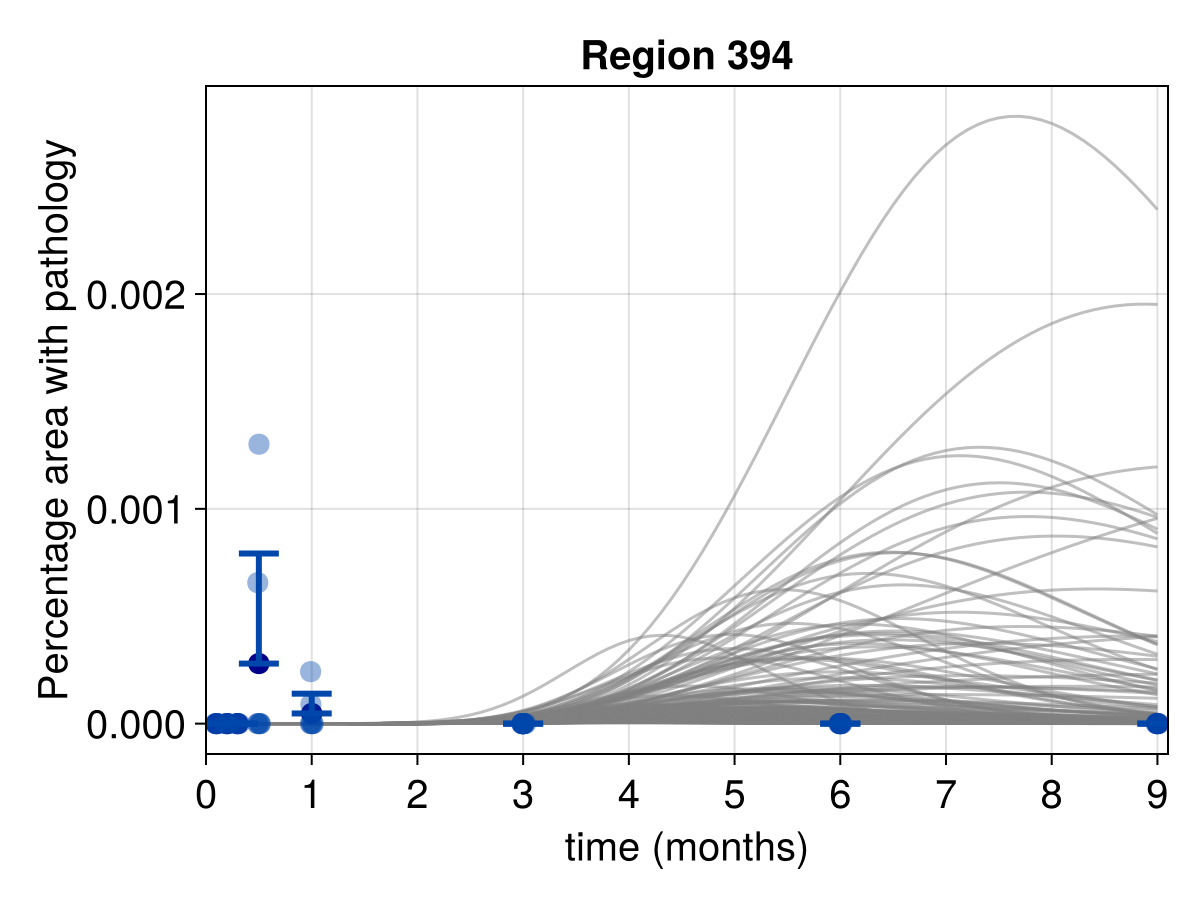 Region 394
Percentage area with pathology
0.002
0.001
0.000
0 1 2 3 4 5 6 7 8 9
time (months)